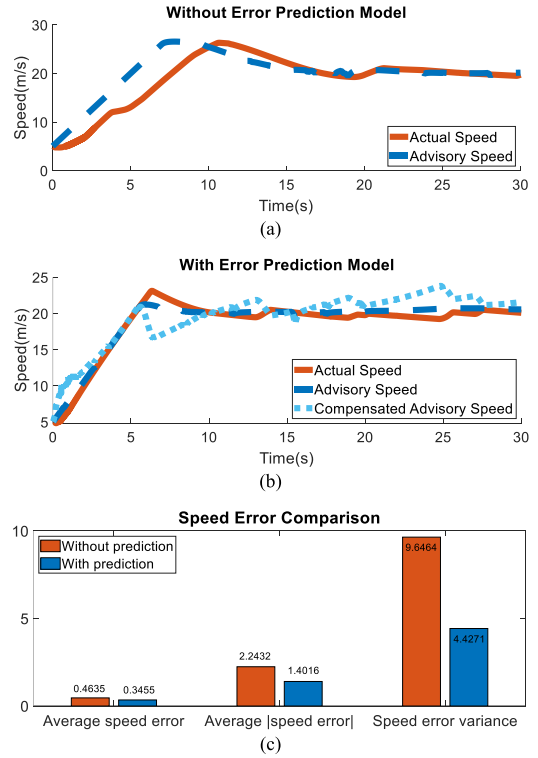 Without Error Prediction Model
30
20
10
0
Speed(m/s)
Actual Speed
Advisory Speed
0 5 10 15 20 25 30
Time(s)
(a)
With Error Prediction Model
25
20
15
10
5
Speed(m/s)
Actual Speed
Advisory Speed
Compensated Advisory Speed
0 5 10 15 20 25 30
Time(s)
(b)
Speed Error Comparison
10
5
0
Without prediction
With prediction
0.4635
0.3455
2.2432
1.4016
9.6464
4.4271
Average speed error
Average |speed error|
Speed error variance
(c)